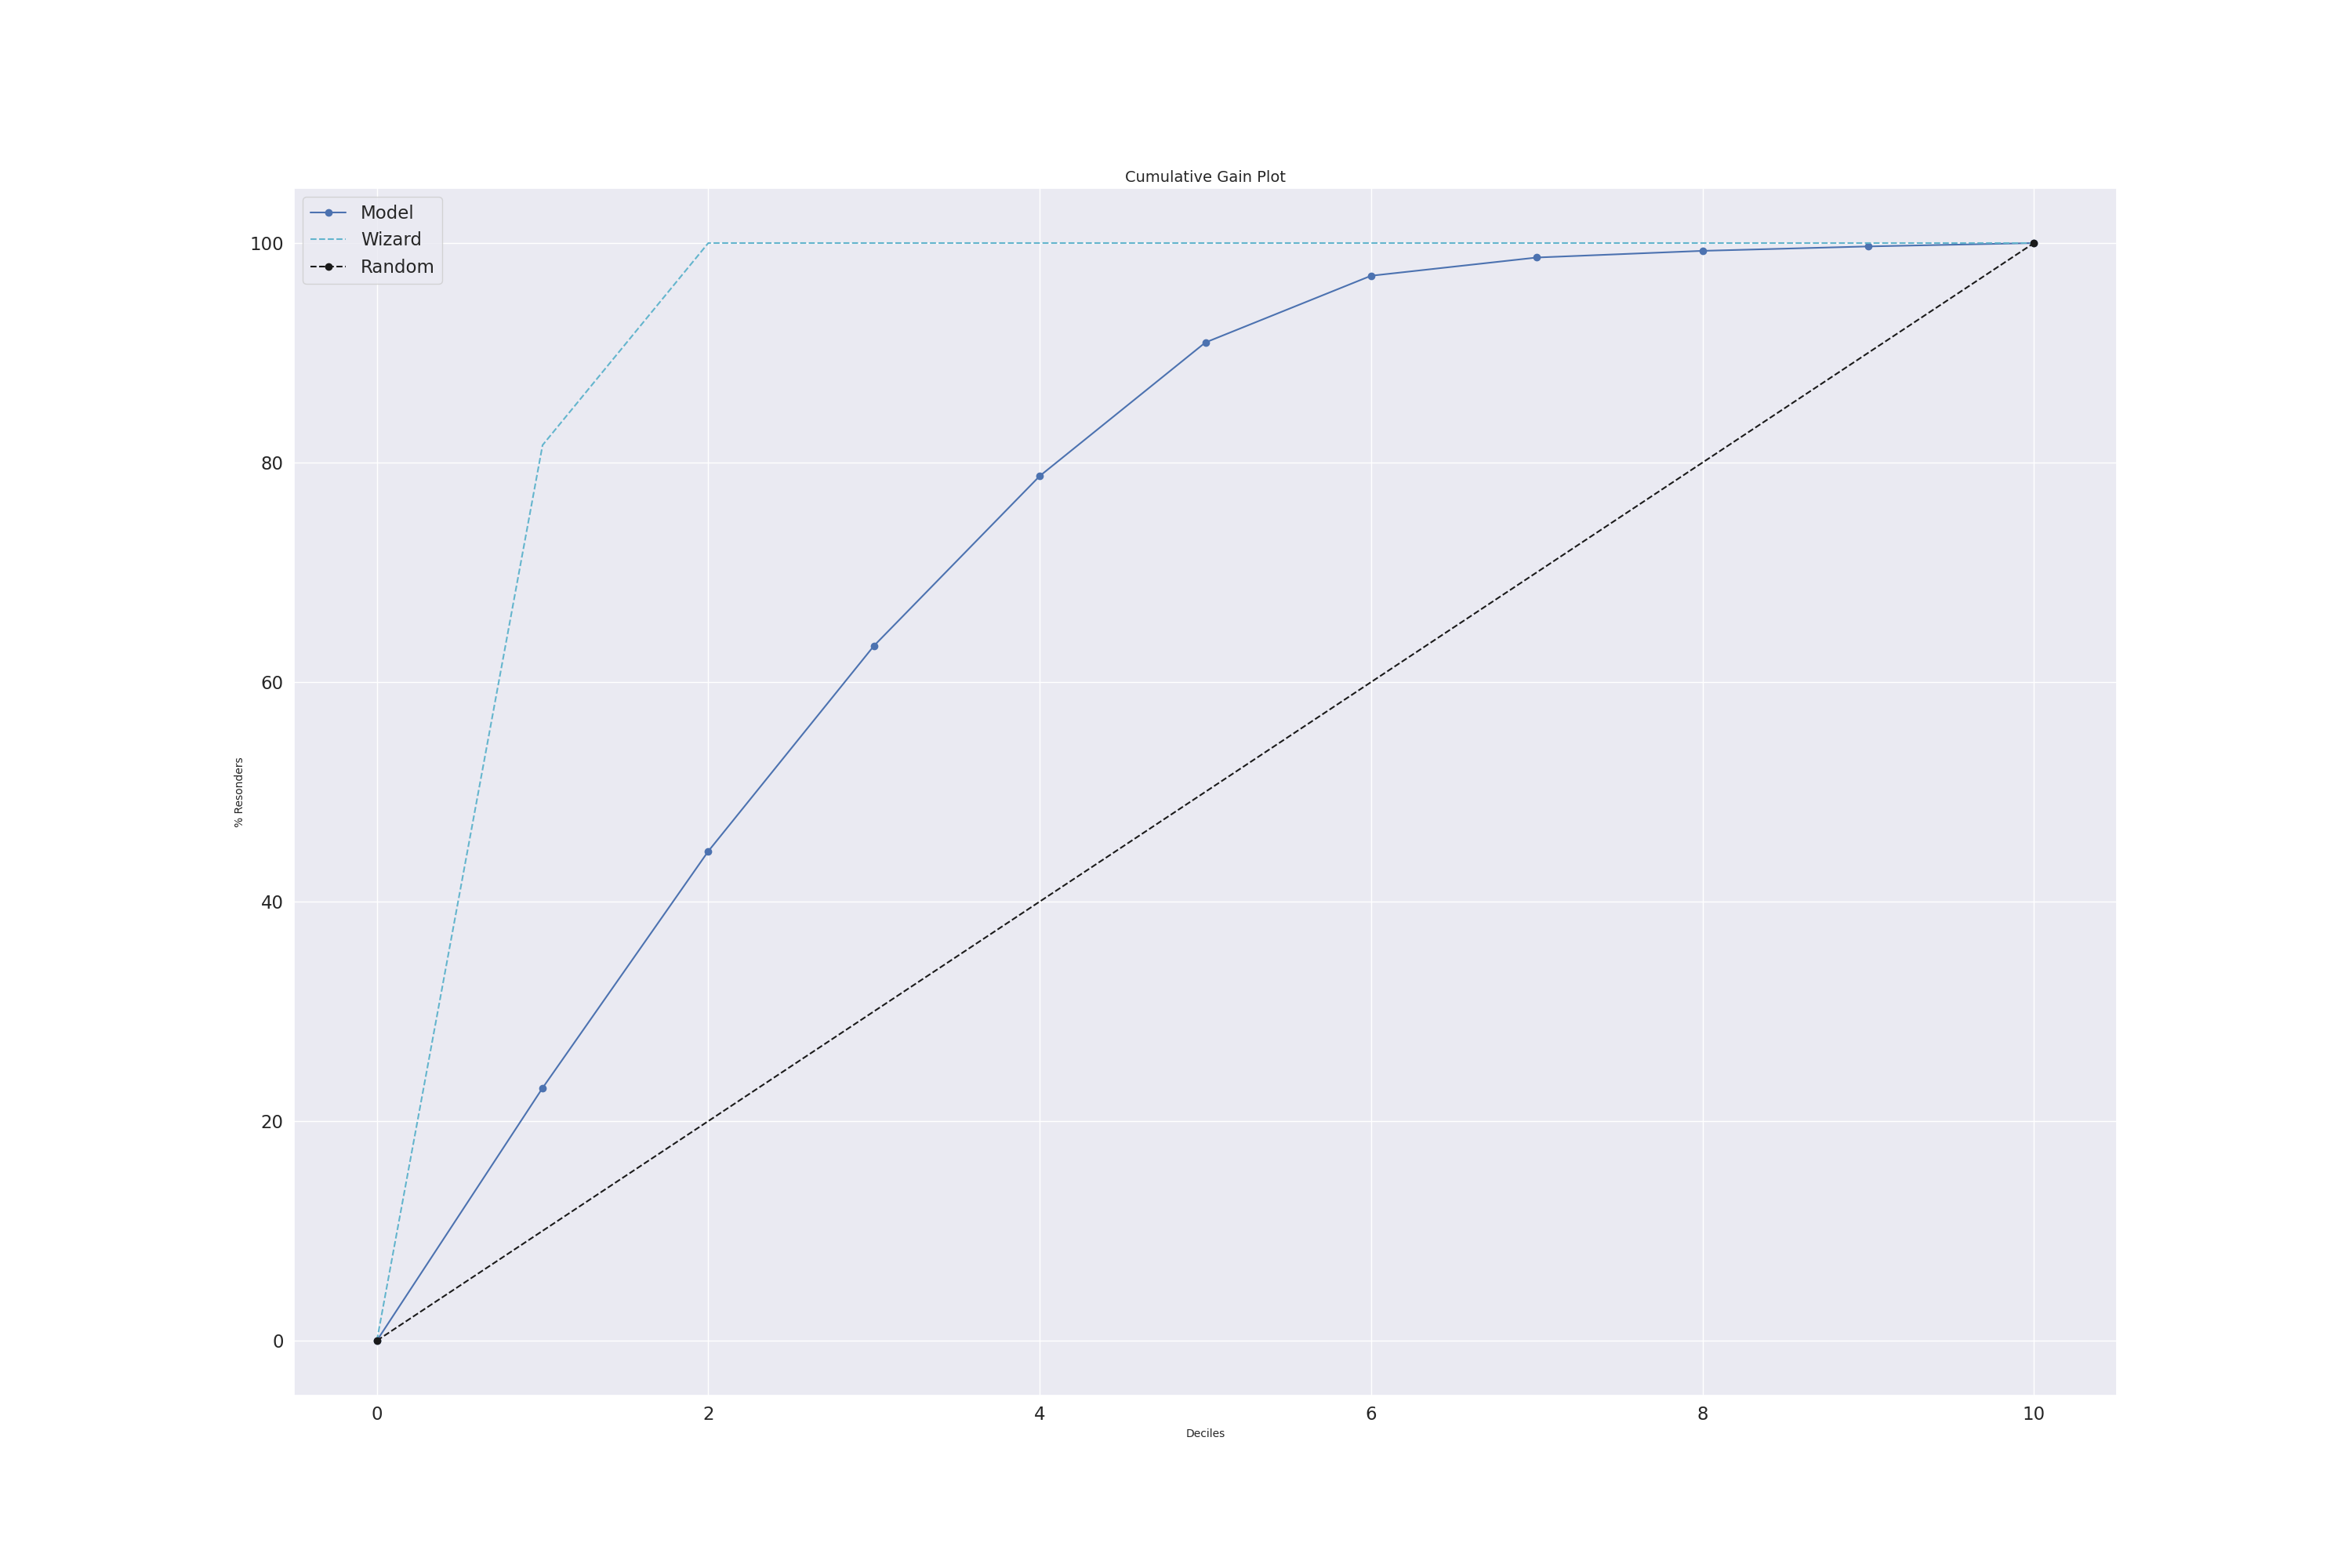 Cumulative Gain Plot
Model
Wizard
Random
100
80
60
40
20
0
% Resonders
0 2 4 6 8 10
Deciles